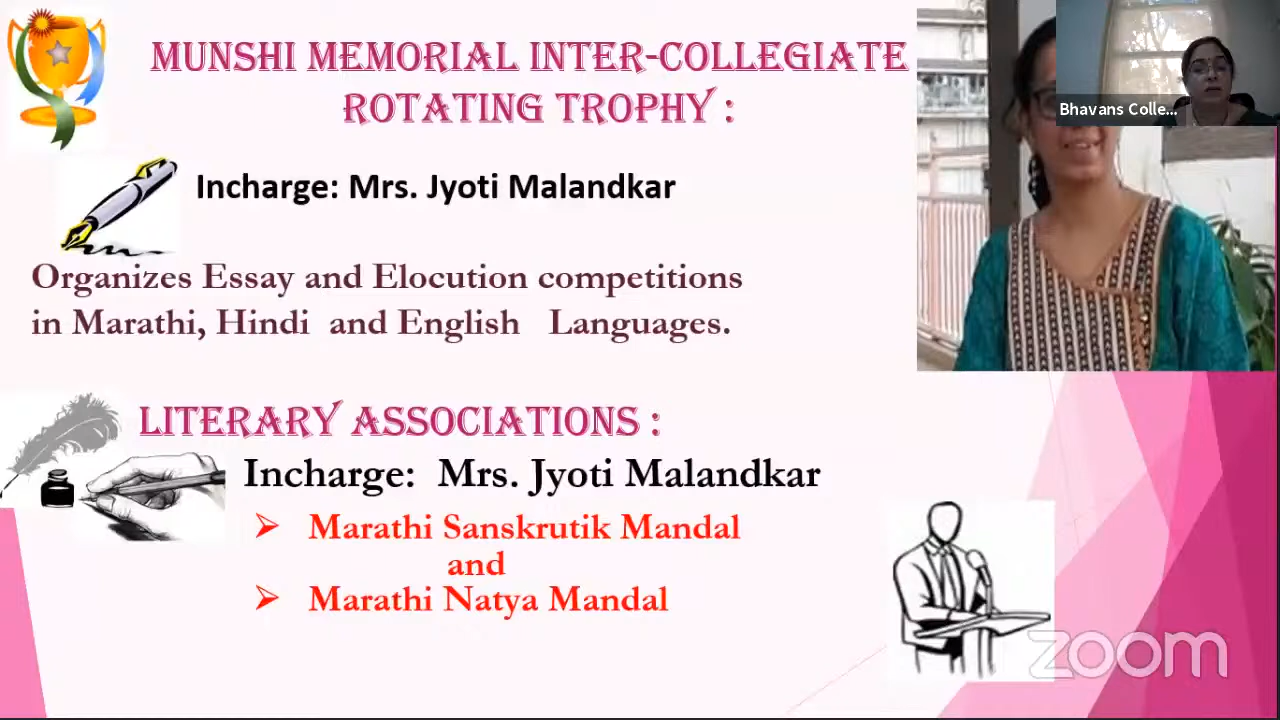 MUNSHI MEMORIAL INTER-COLLEGIATE
ROTATING TROPHY :
Incharge: Mrs. Jyoti Malandkar
Organizes Essay and Elocution competitions
in Marathi, Hindi and English Languages.
LITERARY ASSOCIATIONS :
Incharge: Mrs. Jyoti Malandkar
Marathi Sanskrutik Mandal
and
Marathi Natya Mandal
Bhavans Colle...
zoom